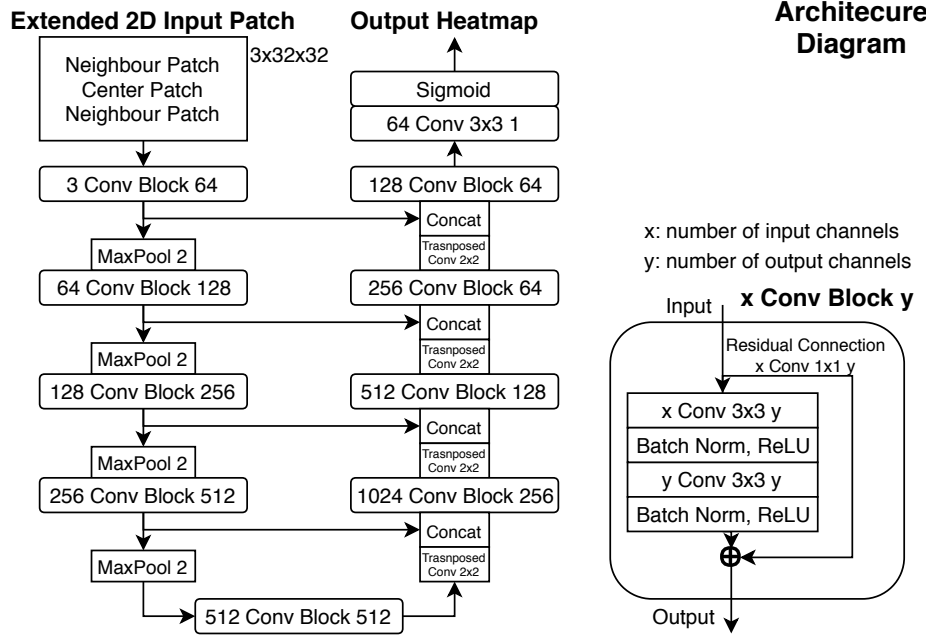 Extended 2D Input Patch
Neighbour Patch
Center Patch
Neighbour Patch
3x32x32
3 Conv Block 64
MaxPool 2
64 Conv Block 128
MaxPool 2
128 Conv Block 256
MaxPool 2
256 Conv Block 512
MaxPool 2
512 Conv Block 512
Output Heatmap
Sigmoid
64 Conv 3x3 1
128 Conv Block 64
Concat
Trasnposed
Conv 2x2
256 Conv Block 64
Concat
Trasnposed
Conv 2x2
512 Conv Block 128
Concat
Trasnposed
Conv 2x2
1024 Conv Block 256
Concat
Trasnposed
Conv 2x2
Architecure
Diagram
x: number of input channels
y: number of output channels
x Conv Block y
Input
Residual Connection
x Conv 1x1 y
x Conv 3x3 y
Batch Norm, ReLU
y Conv 3x3 y
Batch Norm, ReLU
Output